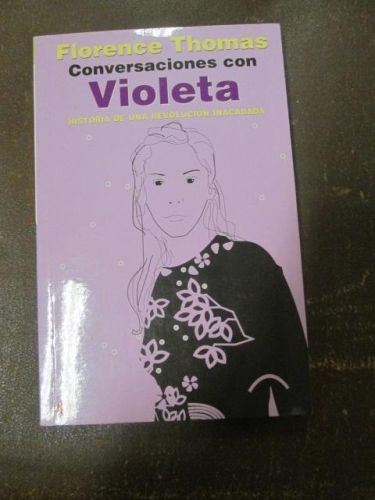 Florence Thomas
Conversaciones con
Violeta
HISTORIA DE UNA REVOLUCIÓN INACABADA